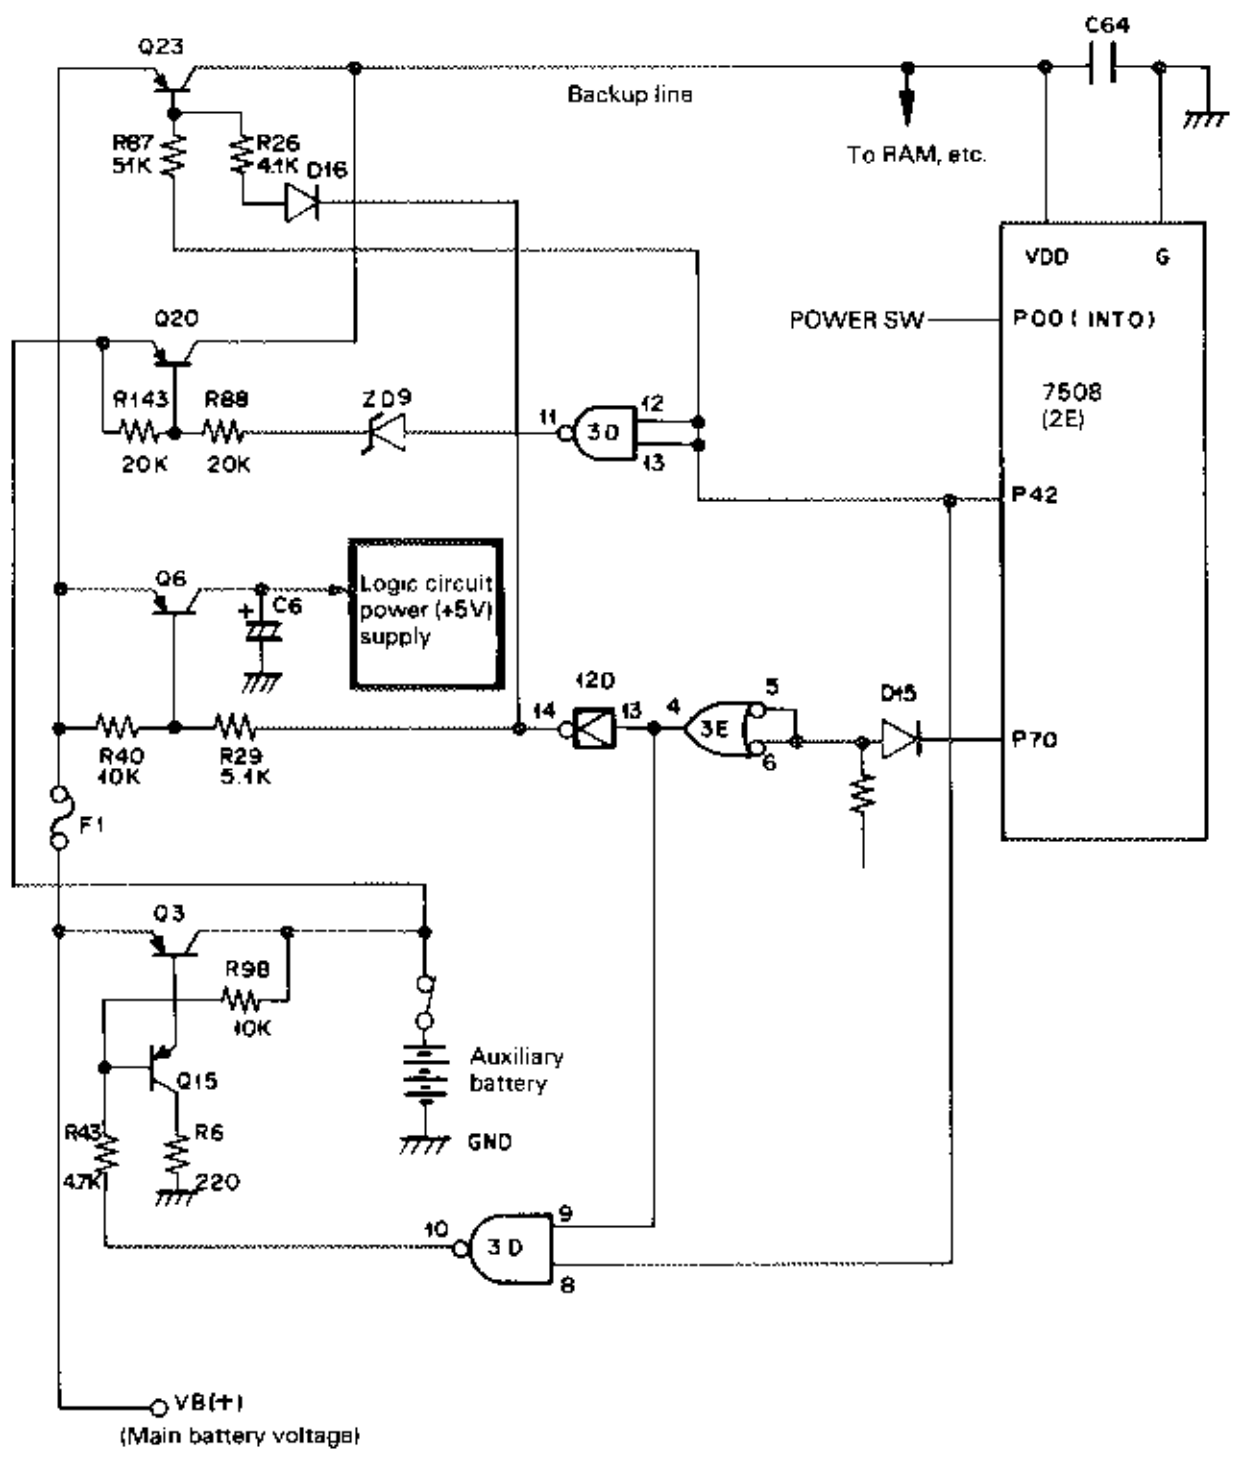 C64
Q23
Backup line
R87
51K
R26
4.1K
D16
To RAM, etc.
VDD
G
Q20
POWER SW
P00 ( INT0)
7508
(2E)
R143
20K
R88
20K
ZD9
11
3D
12
13
P42
Q6
+
C6
Logic circuit
power (+5V)
supply
12D
14
13
4
3E
5
6
D15
P70
R40
10K
R29
5.1K
F1
Q3
R98
10K
Q15
Auxiliary
battery
R43
47K
R6
220
GND
10
3D
9
8
VB(+)
(Main battery voltage)